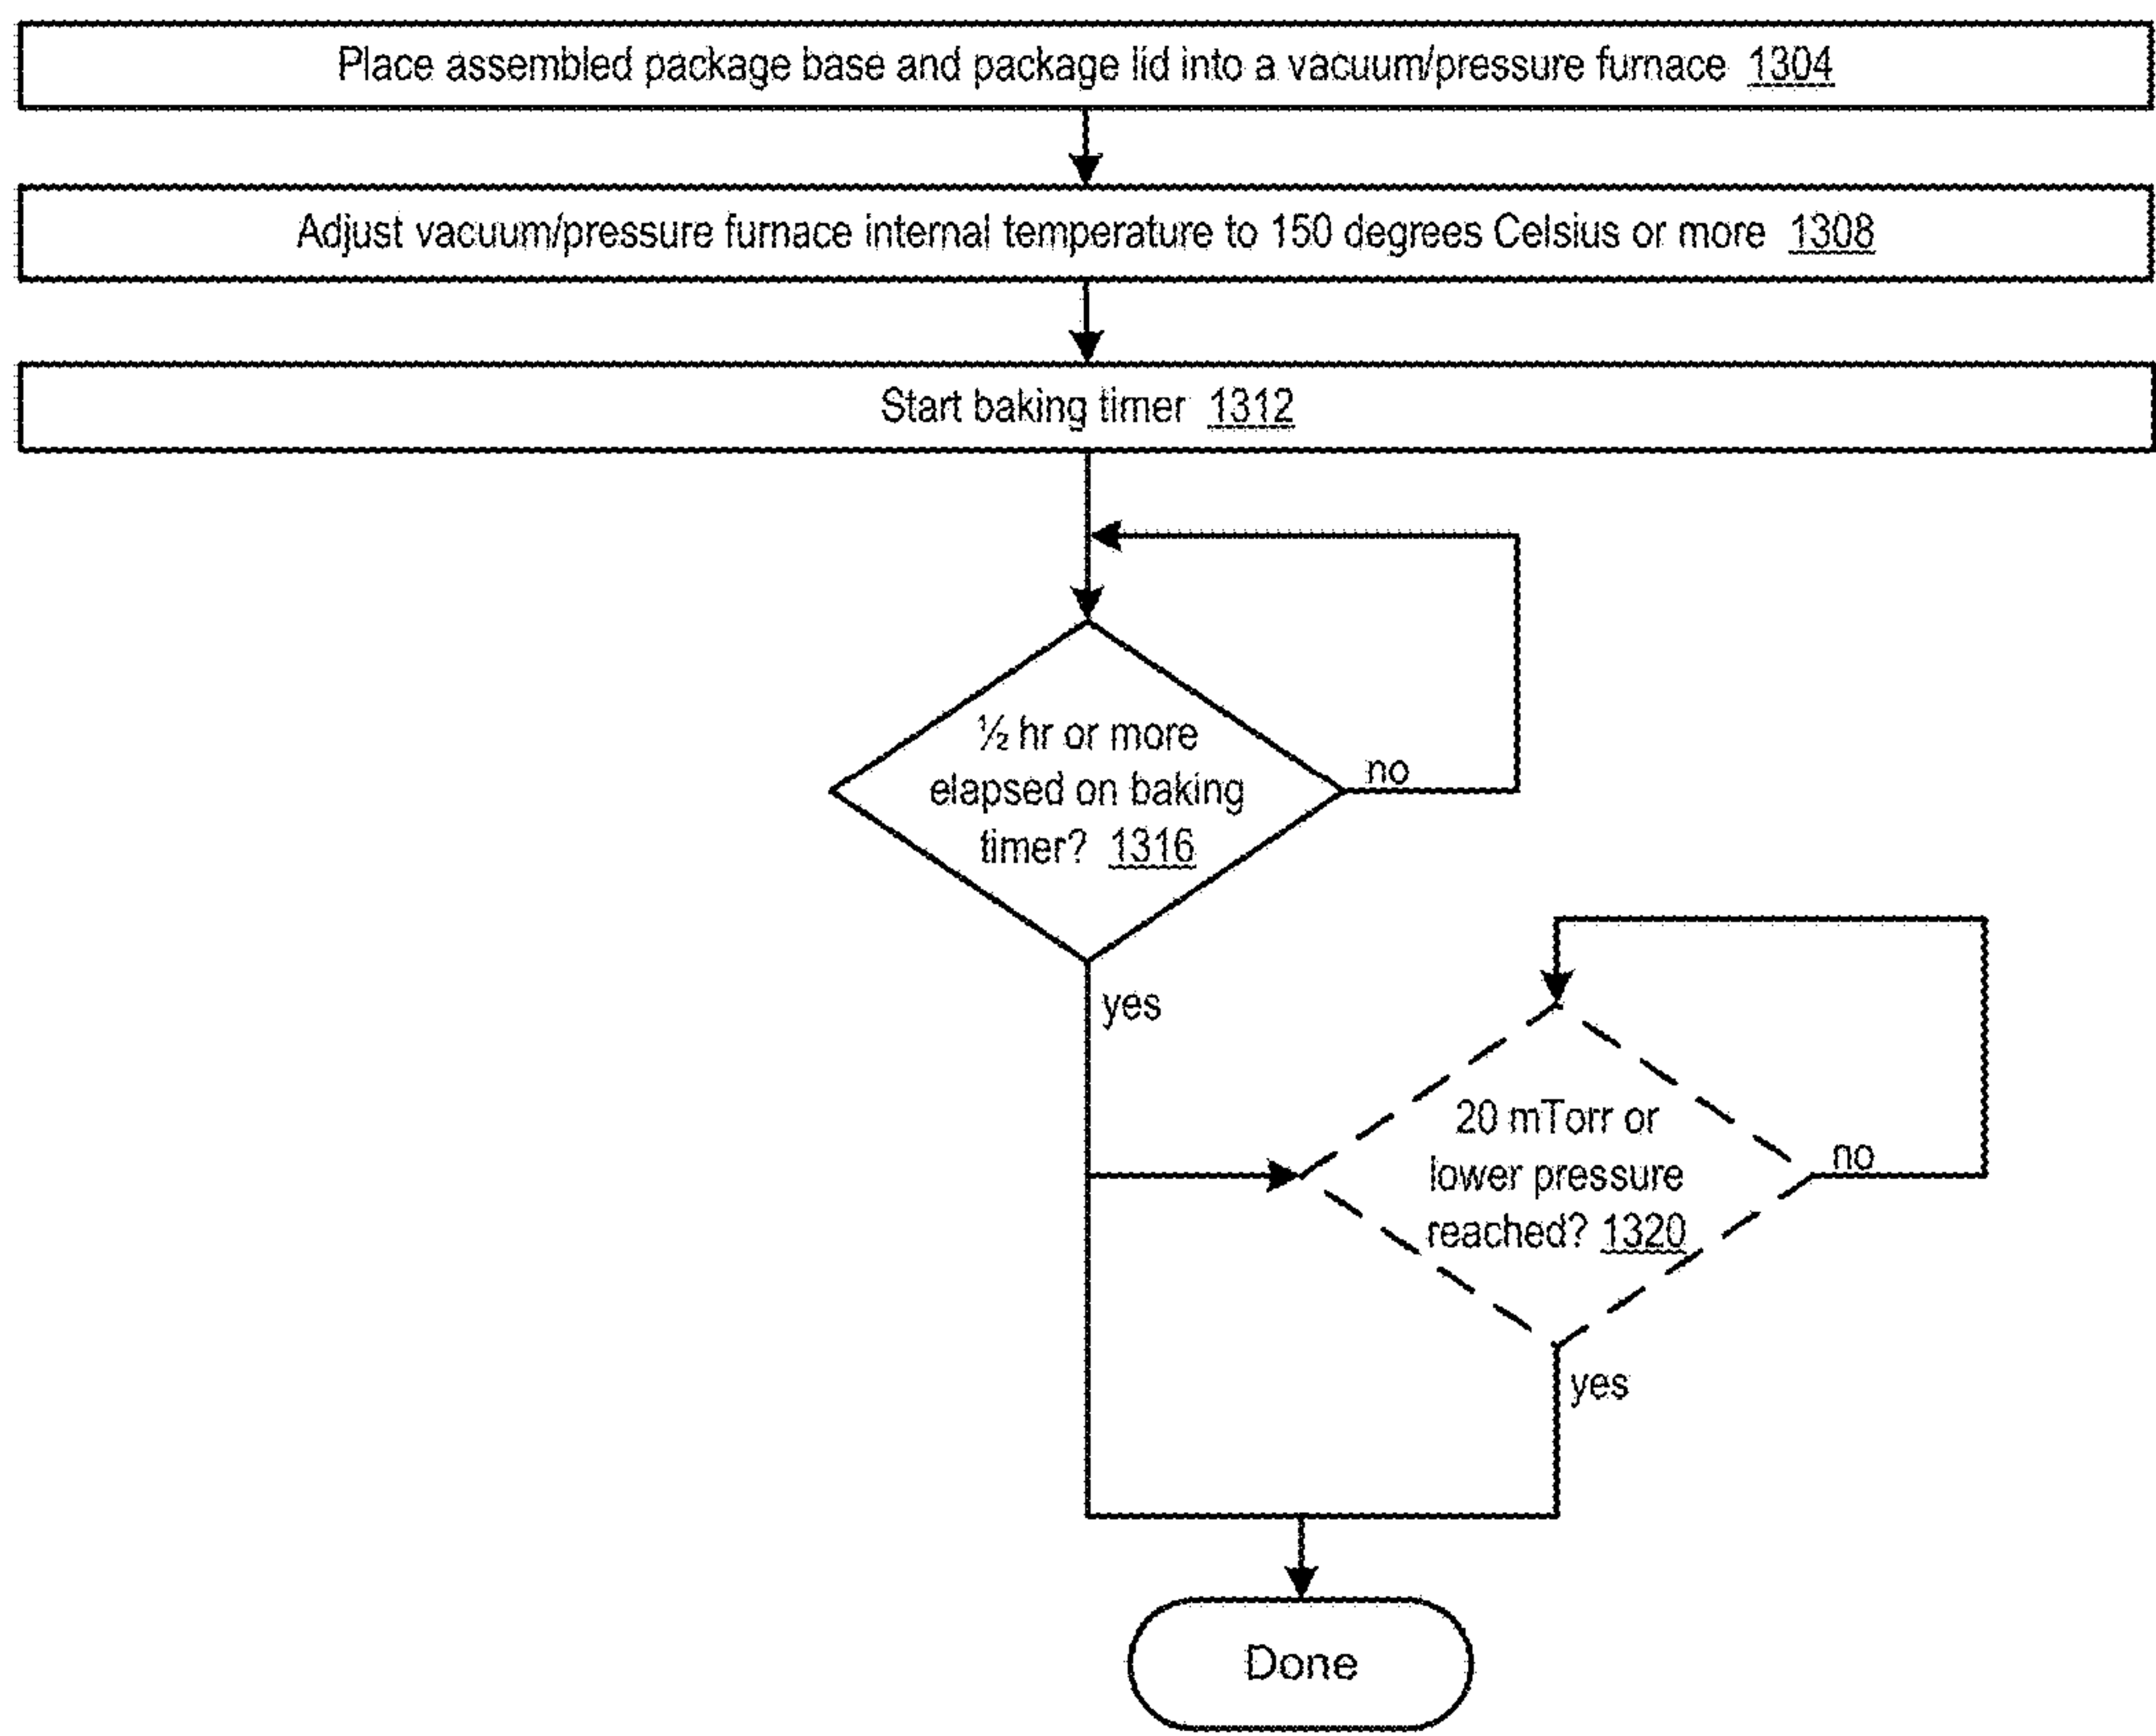 Place assembled package base and package lid into a vacuum/pressure furnace 1304
Adjust vacuum/pressure furnace internal temperature to 150 degrees Celsius or more 1308
Start baking timer 1312
½ hr or more
elapsed on baking
timer? 1316
no
yes
20 mTorr or
lower pressure
reached? 1320
no
yes
Done